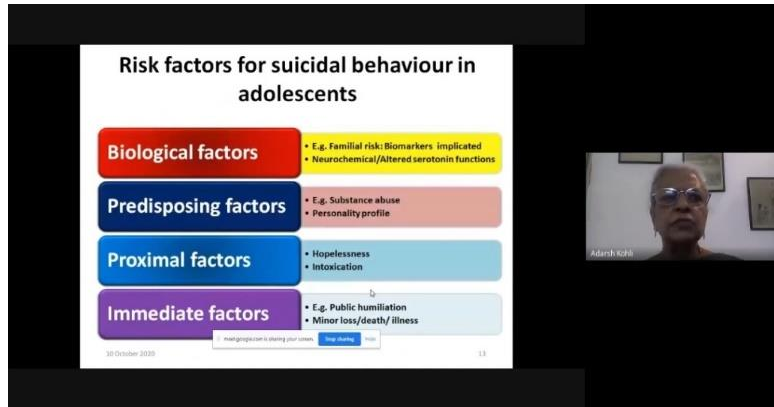 Risk factors for suicidal behaviour in
adolescents
Biological factors
• E.g. Familial risk: Biomarkers implicated
• Neurochemical/Altered serotonin functions
Predisposing factors
• E.g. Substance abuse
• Personality profile
Proximal factors
• Hopelessness
• Intoxication
Immediate factors
• E.g. Public humiliation
• Minor loss/death/ illness
meet.google.com is sharing your screen. Stop sharing Hide
10 October 2020
13
Adarsh Kohli